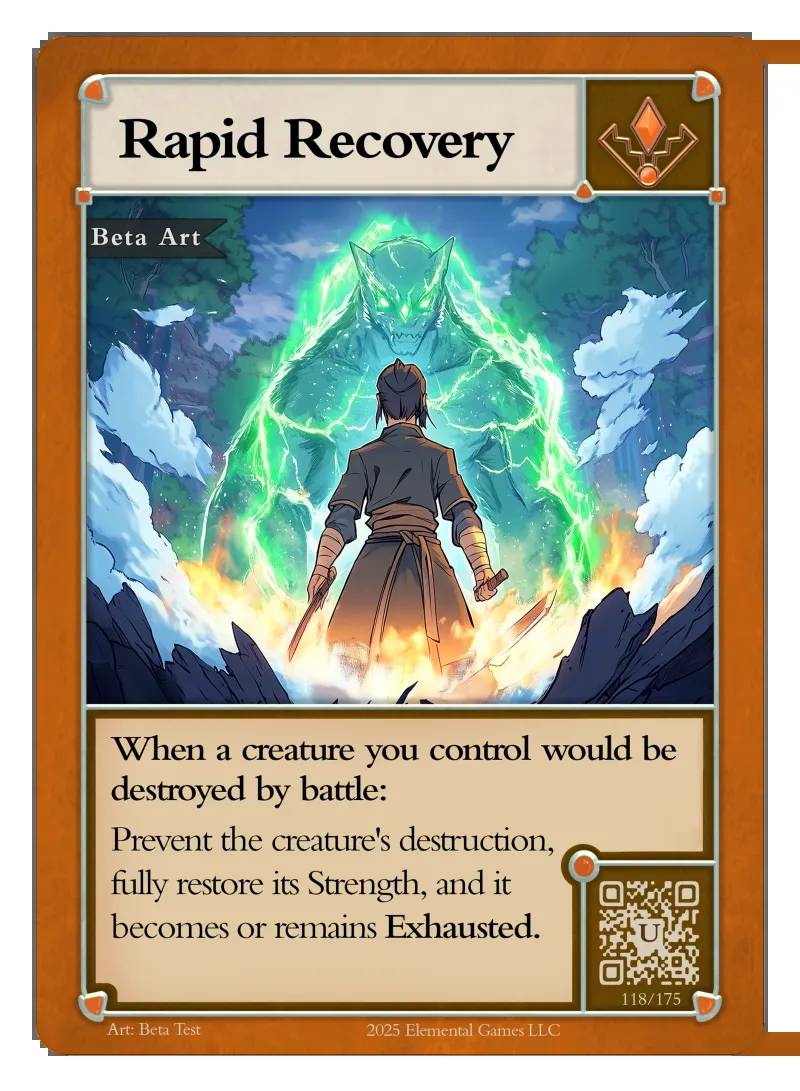 Rapid Recovery
Beta Art
When a creature you control would be
destroyed by battle:
Prevent the creature's destruction,
fully restore its Strength, and it
becomes or remains Exhausted.
U
118/175
Art: Beta Test
2025 Elemental Games LLC